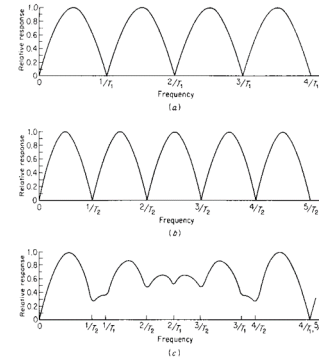 Relative response
1.0
0.8
0.6
0.4
0.2
0
0 1/T₁ 2/T₁ 3/T₁ 4/T₁
Frequency
(a)
Relative response
1.0
0.8
0.6
0.4
0.2
0
0 1/T₂ 2/T₂ 3/T₂ 4/T₂ 5/T₂
Frequency
(b)
Relative response
1.0
0.8
0.6
0.4
0.2
0
0 1/T₂ 1/T₁ 2/T₂ 2/T₁ 3/T₂ 3/T₁ 4/T₂ 4/T₁, 5
Frequency
(c)